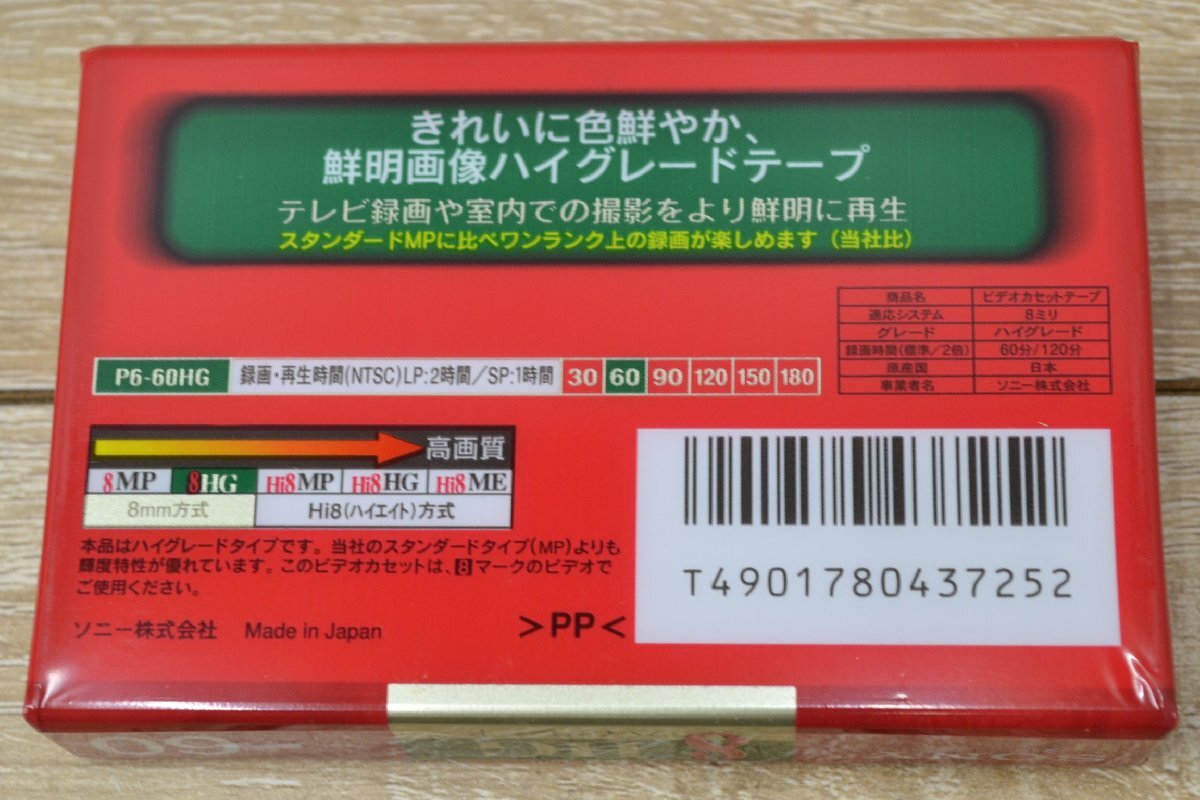 きれいに色鮮やか、
鮮明画像ハイグレードテープ
テレビ録画や室内での撮影をより鮮明に再生
スタンダードMPに比べワンランク上の録画が楽しめます（当社比）
商品名 ビデオカセットテープ
適応システム 8ミリ
グレード ハイグレード
録画時間(標準／2倍) 60分/120分
原産国 日本
事業者名 ソニー株式会社
P6-60HG 録画・再生時間(NTSC)LP:2時間／SP:1時間 30 60 90 120 150 180
高画質
8MP 8HG Hi8MP Hi8HG Hi8ME
8mm方式 Hi8(ハイエイト)方式
本品はハイグレードタイプです。当社のスタンダードタイプ(MP)よりも
輝度特性が優れています。このビデオカセットは、8マークのビデオで
ご使用ください。
ソニー株式会社 Made in Japan
>PP<
T4901780437252